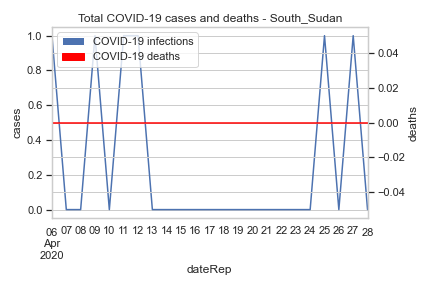 Total COVID-19 cases and deaths - South_Sudan
COVID-19 infections
COVID-19 deaths
cases
1.0
0.8
0.6
0.4
0.2
0.0
deaths
0.04
0.02
0.00
−0.02
−0.04
06 07 08 09 10 11 12 13 14 15 16 17 18 19 20 21 22 23 24 25 26 27 28
Apr
2020
dateRep